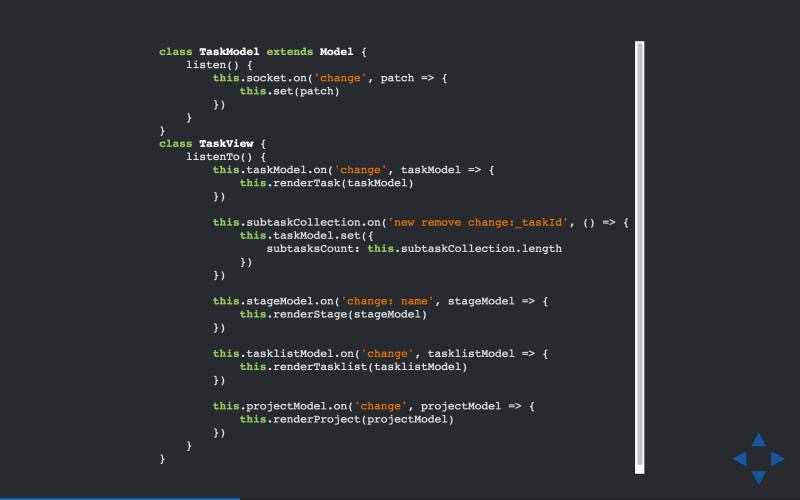 class TaskModel extends Model {
    listen() {
        this.socket.on('change', patch => {
            this.set(patch)
        })
    }
}
class TaskView {
    listenTo() {
        this.taskModel.on('change', taskModel => {
            this.renderTask(taskModel)
        })

        this.subtaskCollection.on('new remove change:_taskId', () => {
            this.taskModel.set({
                subtasksCount: this.subtaskCollection.length
            })
        })

        this.stageModel.on('change: name', stageModel => {
            this.renderStage(stageModel)
        })

        this.tasklistModel.on('change', tasklistModel => {
            this.renderTasklist(tasklistModel)
        })

        this.projectModel.on('change', projectModel => {
            this.renderProject(projectModel)
        })
    }
}